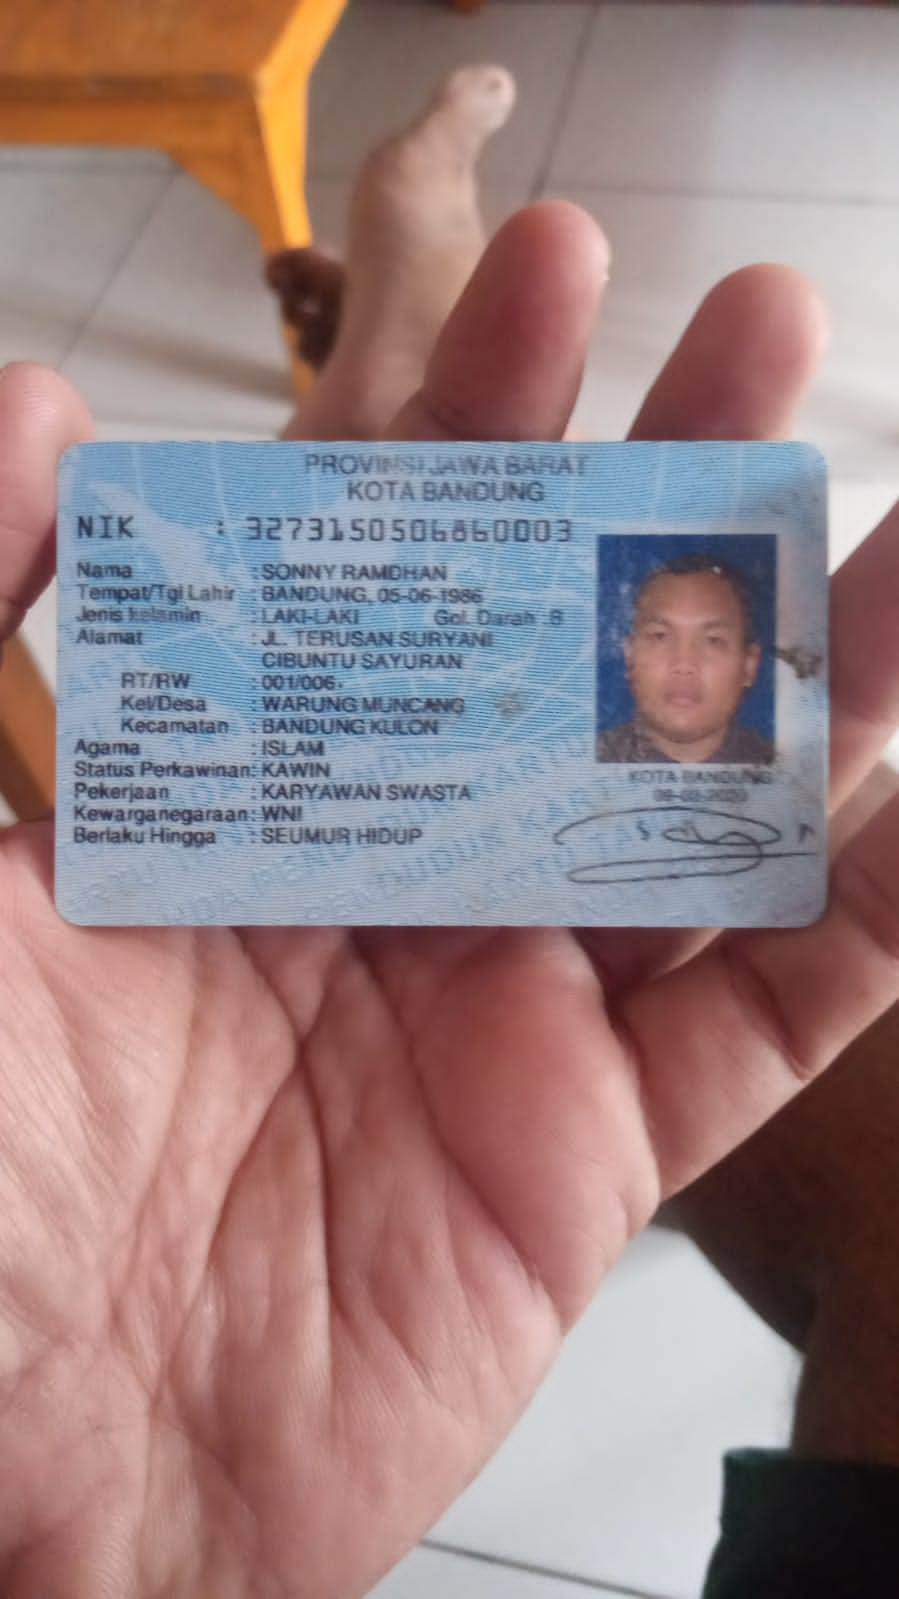 PROVINSI JAWA BARAT
KOTA BANDUNG
NIK : 3273150506860003
Nama : SONNY RAMDHAN
Tempat/Tgl Lahir : BANDUNG, 05-06-1986
Jenis kelamin : LAKI-LAKI Gol. Darah :B
Alamat : JL. TERUSAN SURYANI
CIBUNTU SAYURAN
RT/RW : 001/006
Kel/Desa : WARUNG MUNCANG
Kecamatan : BANDUNG KULON
Agama : ISLAM
Status Perkawinan: KAWIN
Pekerjaan : KARYAWAN SWASTA
Kewarganegaraan: WNI
Berlaku Hingga : SEUMUR HIDUP
KOTA BANDUNG